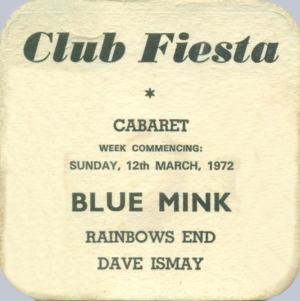 Club Fiesta
*
CABARET
WEEK COMMENCING:
SUNDAY, 12th MARCH, 1972
BLUE MINK
RAINBOWS END
DAVE ISMAY